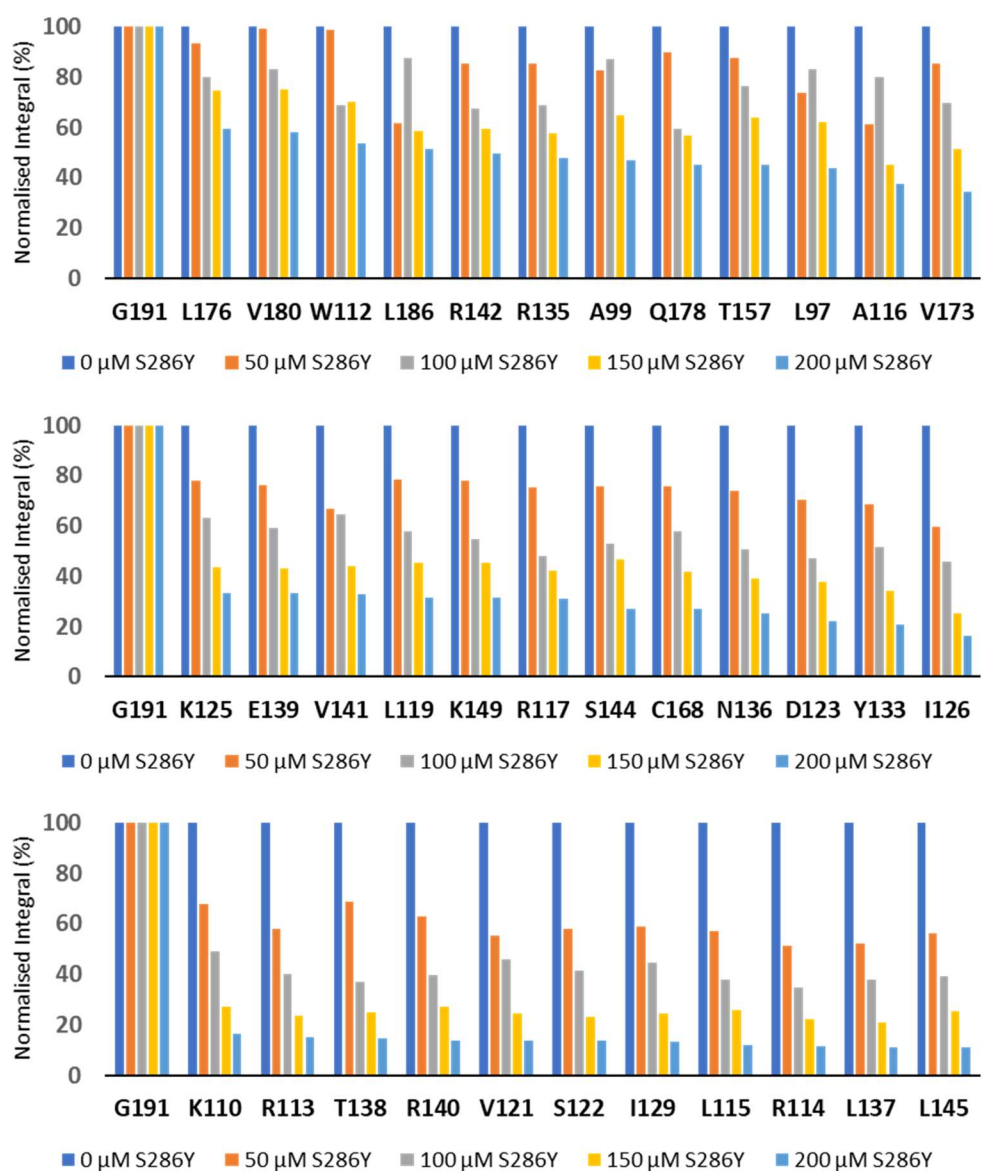 Normalised Integral (%)
100
80
60
40
20
0
G191 L176 V180 W112 L186 R142 R135 A99 Q178 T157 L97 A116 V173
0 µM S286Y 50 µM S286Y 100 µM S286Y 150 µM S286Y 200 µM S286Y
Normalised Integral (%)
100
80
60
40
20
0
G191 K125 E139 V141 L119 K149 R117 S144 C168 N136 D123 Y133 I126
0 µM S286Y 50 µM S286Y 100 µM S286Y 150 µM S286Y 200 µM S286Y
Normalised Integral (%)
100
80
60
40
20
0
G191 K110 R113 T138 R140 V121 S122 I129 L115 R114 L137 L145
0 µM S286Y 50 µM S286Y 100 µM S286Y 150 µM S286Y 200 µM S286Y